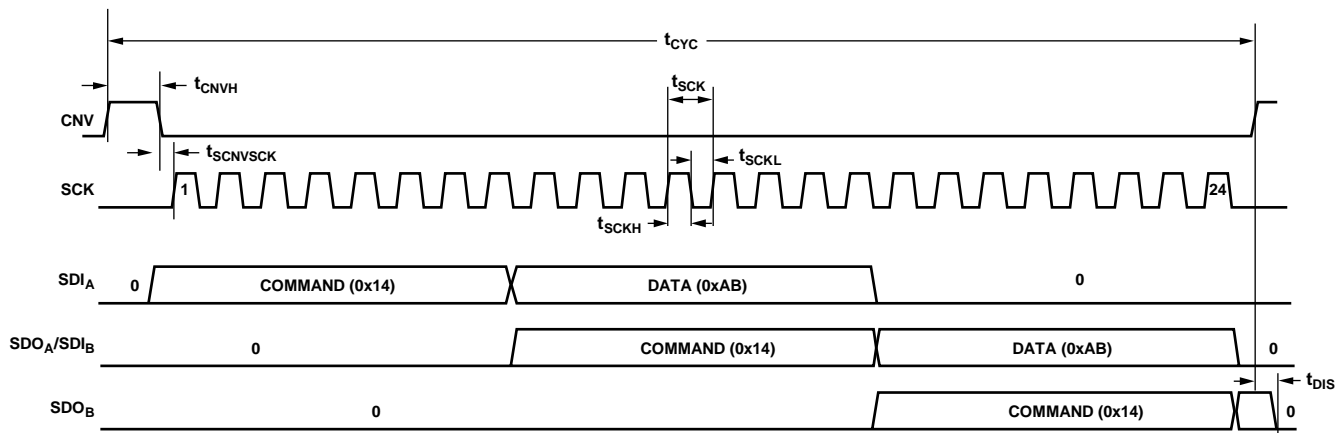 tCYC
tCNVH
tSCK
CNV
tSCNVSCK
tSCKL
SCK
1
24
tSCKH
SDIA
0
COMMAND (0x14)
DATA (0xAB)
0
SDOA/SDIB
0
COMMAND (0x14)
DATA (0xAB)
0
tDIS
SDOB
0
COMMAND (0x14)
0